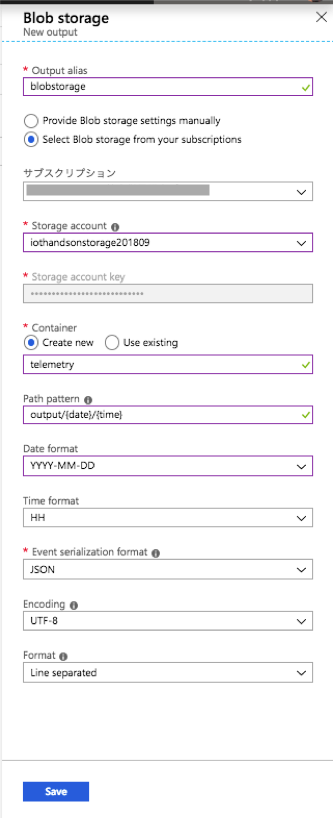 Blob storage
New output
* Output alias
blobstorage
Provide Blob storage settings manually
Select Blob storage from your subscriptions
サブスクリプション
* Storage account
iothandsonstorage201809
* Storage account key
* Container
Create new Use existing
telemetry
Path pattern
output/{date}/{time}
Date format
YYYY-MM-DD
Time format
HH
* Event serialization format
JSON
Encoding
UTF-8
Format
Line separated
Save